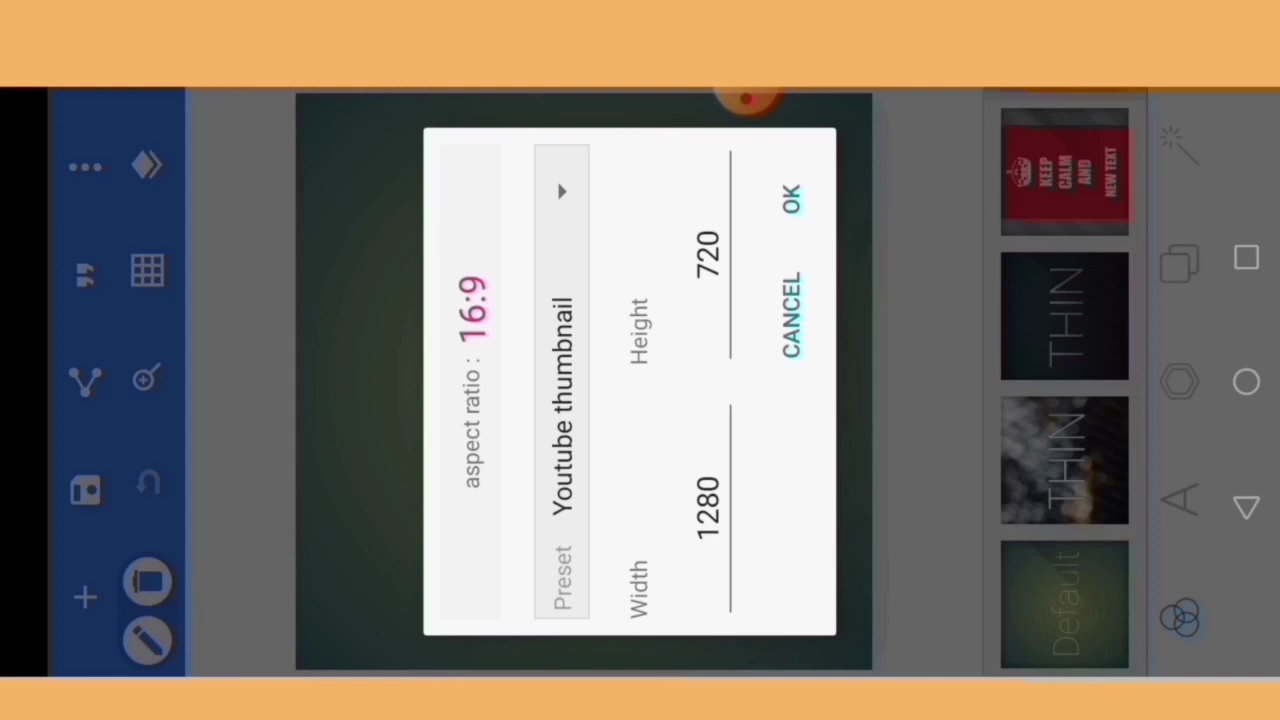 aspect ratio : 16:9
Preset Youtube thumbnail
Width Height
1280 720
CANCEL OK
Default
THIN
THIN
KEEP
CALM
AND
NEW TEXT
A